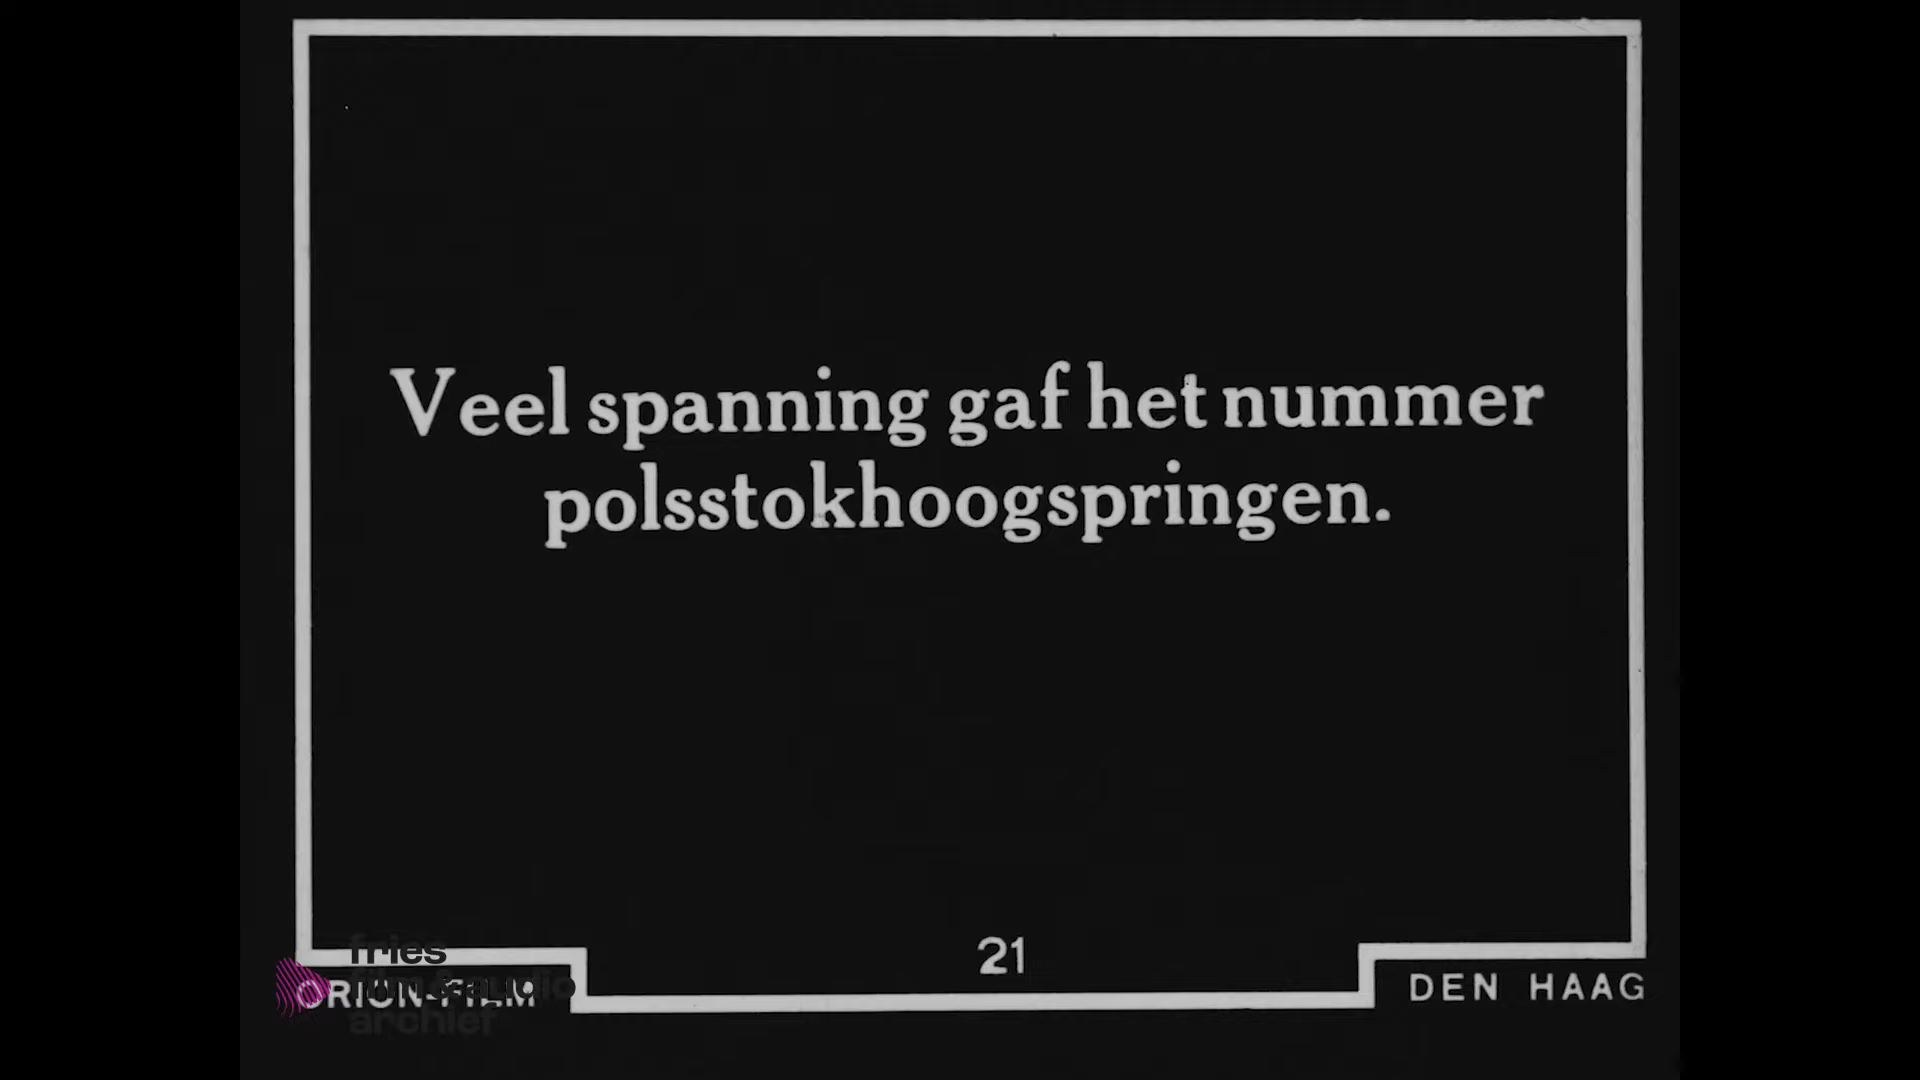 Veel spanning gaf het nummer
polsstokhoogspringen.
21
ORION-FILM
DEN HAAG
fries
film & audio
archief